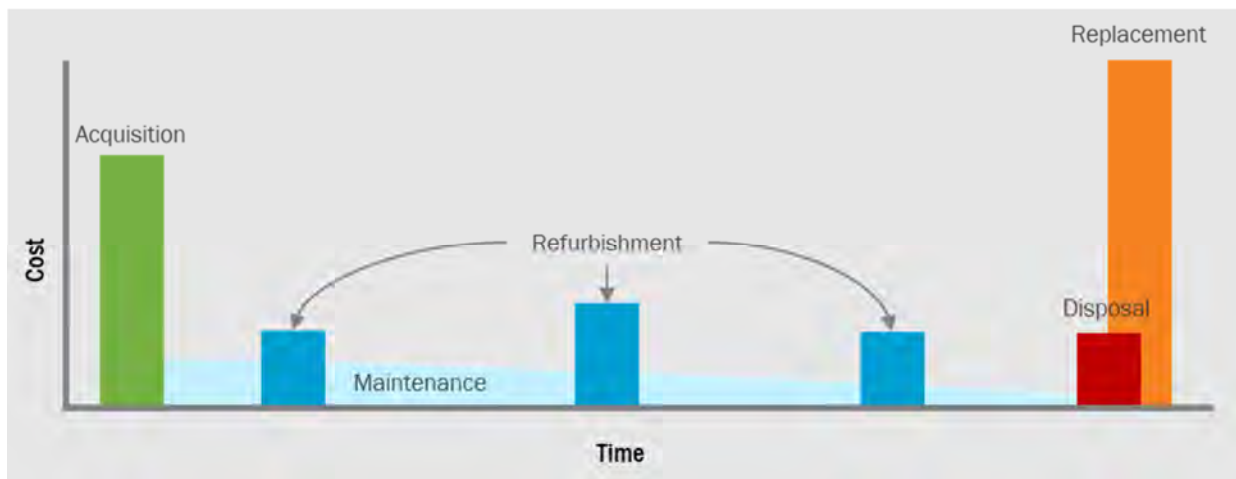 Replacement
Acquisition
Refurbishment
Cost
Disposal
Maintenance
Time